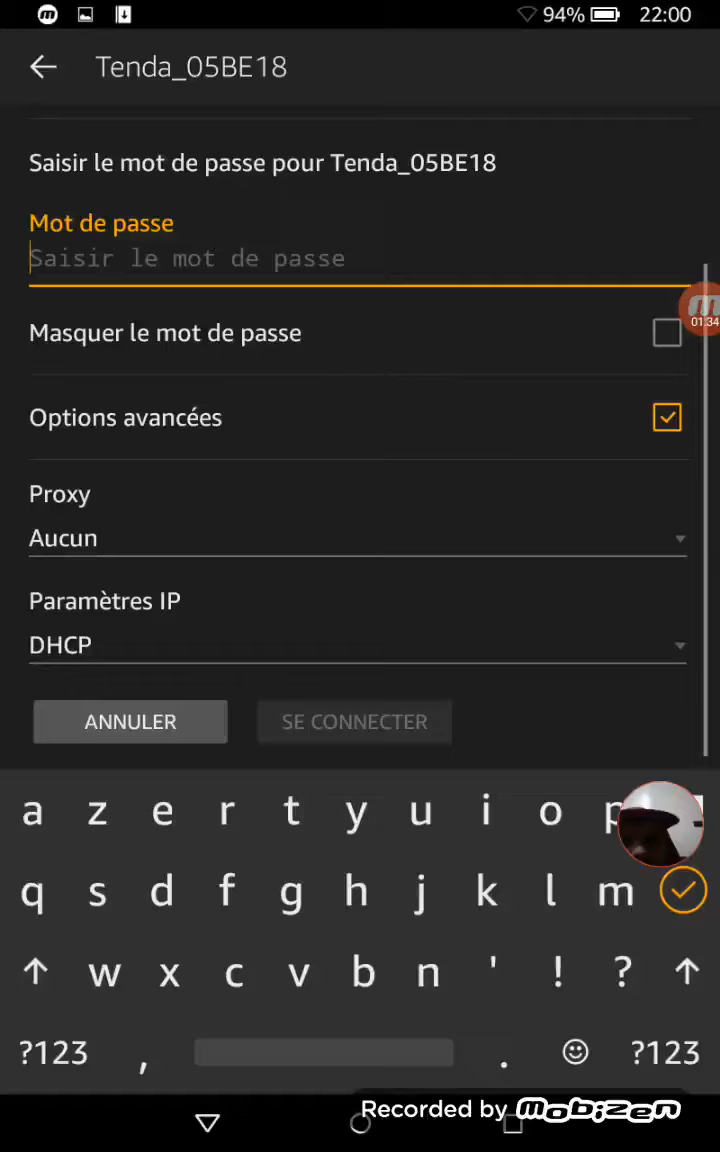 94% 22:00
Tenda_05BE18
Saisir le mot de passe pour Tenda_05BE18
Mot de passe
Saisir le mot de passe
01:34
Masquer le mot de passe
Options avancées
Proxy
Aucun
Paramètres IP
DHCP
ANNULER SE CONNECTER
a z e r t y u i o p
q s d f g h j k l m
w x c v b n ' ! ?
?123 , . ?123
Recorded by mobizen